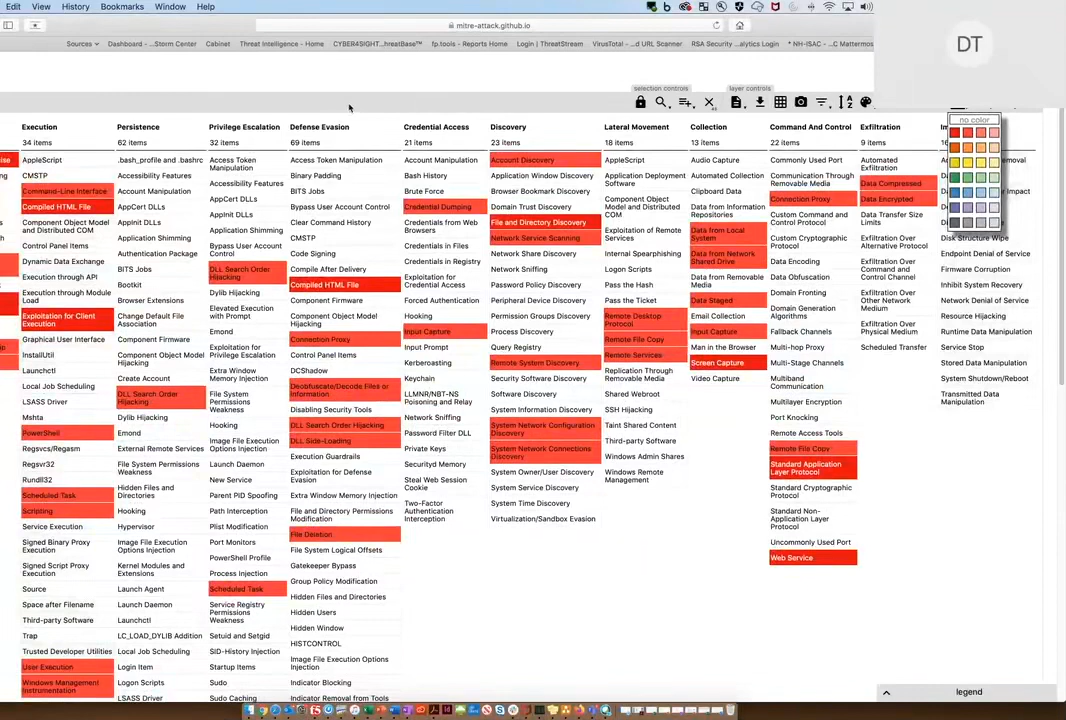 Edit View History Bookmarks Window Help
mitre-attack.github.io
Sources Dashboard - ...Storm Center Cabinet Threat Intelligence - Home CYBER4SIGHT™...hreatBase™ fp.tools - Reports Home Login | ThreatStream VirusTotal - ...d URL Scanner RSA Security ...alytics Login * NH-ISAC - C Mattermos
DT
selection controls layer controls
no color
Execution
34 items
AppleScript
CMSTP
Command-Line Interface
Compiled HTML File
Component Object Model
and Distributed COM
Control Panel Items
Dynamic Data Exchange
Execution through API
Execution through Module
Load
Exploitation for Client
Execution
Graphical User Interface
InstallUtil
Launchctl
Local Job Scheduling
LSASS Driver
Mshta
PowerShell
Regsvcs/Regasm
Regsvr32
Rundll32
Scheduled Task
Scripting
Service Execution
Signed Binary Proxy
Execution
Signed Script Proxy
Execution
Source
Space after Filename
Third-party Software
Trap
Trusted Developer Utilities
User Execution
Windows Management
Instrumentation
Persistence
62 items
.bash_profile and .bashrc
Accessibility Features
Account Manipulation
AppCert DLLs
AppInit DLLs
Application Shimming
Authentication Package
BITS Jobs
Bootkit
Browser Extensions
Change Default File
Association
Component Firmware
Component Object Model
Hijacking
Create Account
DLL Search Order
Hijacking
Dylib Hijacking
Emond
External Remote Services
File System Permissions
Weakness
Hidden Files and
Directories
Hooking
Hypervisor
Image File Execution
Options Injection
Kernel Modules and
Extensions
Launch Agent
Launch Daemon
Launchctl
LC_LOAD_DYLIB Addition
Local Job Scheduling
Login Item
Logon Scripts
LSASS Driver
Privilege Escalation
32 items
Access Token
Manipulation
Accessibility Features
AppCert DLLs
AppInit DLLs
Application Shimming
Bypass User Account
Control
DLL Search Order
Hijacking
Dylib Hijacking
Elevated Execution
with Prompt
Emond
Exploitation for
Privilege Escalation
Extra Window
Memory Injection
File System
Permissions
Weakness
Hooking
Image File Execution
Options Injection
Launch Daemon
New Service
Parent PID Spoofing
Path Interception
Plist Modification
Port Monitors
PowerShell Profile
Process Injection
Scheduled Task
Service Registry
Permissions
Weakness
Setuid and Setgid
SID-History Injection
Startup Items
Sudo
Sudo Caching
Defense Evasion
69 items
Access Token Manipulation
Binary Padding
BITS Jobs
Bypass User Account Control
Clear Command History
CMSTP
Code Signing
Compile After Delivery
Compiled HTML File
Component Firmware
Component Object Model
Hijacking
Connection Proxy
Control Panel Items
DCShadow
Deobfuscate/Decode Files or
Information
Disabling Security Tools
DLL Search Order Hijacking
DLL Side-Loading
Execution Guardrails
Exploitation for Defense
Evasion
Extra Window Memory Injection
File and Directory Permissions
Modification
File Deletion
File System Logical Offsets
Gatekeeper Bypass
Group Policy Modification
Hidden Files and Directories
Hidden Users
Hidden Window
HISTCONTROL
Image File Execution Options
Injection
Indicator Blocking
Indicator Removal from Tools
Credential Access
21 items
Account Manipulation
Bash History
Brute Force
Credential Dumping
Credentials from Web
Browsers
Credentials in Files
Credentials in Registry
Exploitation for
Credential Access
Forced Authentication
Hooking
Input Capture
Input Prompt
Kerberoasting
Keychain
LLMNR/NBT-NS
Poisoning and Relay
Network Sniffing
Password Filter DLL
Private Keys
Securityd Memory
Steal Web Session
Cookie
Two-Factor
Authentication
Interception
Discovery
23 items
Account Discovery
Application Window Discovery
Browser Bookmark Discovery
Domain Trust Discovery
File and Directory Discovery
Network Service Scanning
Network Share Discovery
Network Sniffing
Password Policy Discovery
Peripheral Device Discovery
Permission Groups Discovery
Process Discovery
Query Registry
Remote System Discovery
Security Software Discovery
Software Discovery
System Information Discovery
System Network Configuration
Discovery
System Network Connections
Discovery
System Owner/User Discovery
System Service Discovery
System Time Discovery
Virtualization/Sandbox Evasion
Lateral Movement
18 items
AppleScript
Application Deployment
Software
Component Object
Model and Distributed
COM
Exploitation of Remote
Services
Internal Spearphishing
Logon Scripts
Pass the Hash
Pass the Ticket
Remote Desktop
Protocol
Remote File Copy
Remote Services
Replication Through
Removable Media
Shared Webroot
SSH Hijacking
Taint Shared Content
Third-party Software
Windows Admin Shares
Windows Remote
Management
Collection
13 items
Audio Capture
Automated Collection
Clipboard Data
Data from Information
Repositories
Data from Local
System
Data from Network
Shared Drive
Data from Removable
Media
Data Staged
Email Collection
Input Capture
Man in the Browser
Screen Capture
Video Capture
Command And Control
22 items
Commonly Used Port
Communication Through
Removable Media
Connection Proxy
Custom Command and
Control Protocol
Custom Cryptographic
Protocol
Data Encoding
Data Obfuscation
Domain Fronting
Domain Generation
Algorithms
Fallback Channels
Multi-hop Proxy
Multi-Stage Channels
Multiband
Communication
Multilayer Encryption
Port Knocking
Remote Access Tools
Remote File Copy
Standard Application
Layer Protocol
Standard Cryptographic
Protocol
Standard Non-
Application Layer
Protocol
Uncommonly Used Port
Web Service
Exfiltration
9 items
Automated
Exfiltration
Data Compressed
Data Encrypted
Data Transfer Size
Limits
Exfiltration Over
Alternative Protocol
Exfiltration Over
Command and
Control Channel
Exfiltration Over
Other Network
Medium
Exfiltration Over
Physical Medium
Scheduled Transfer
Disk Structure Wipe
Endpoint Denial of Service
Firmware Corruption
Inhibit System Recovery
Network Denial of Service
Resource Hijacking
Runtime Data Manipulation
Service Stop
Stored Data Manipulation
System Shutdown/Reboot
Transmitted Data
Manipulation
legend